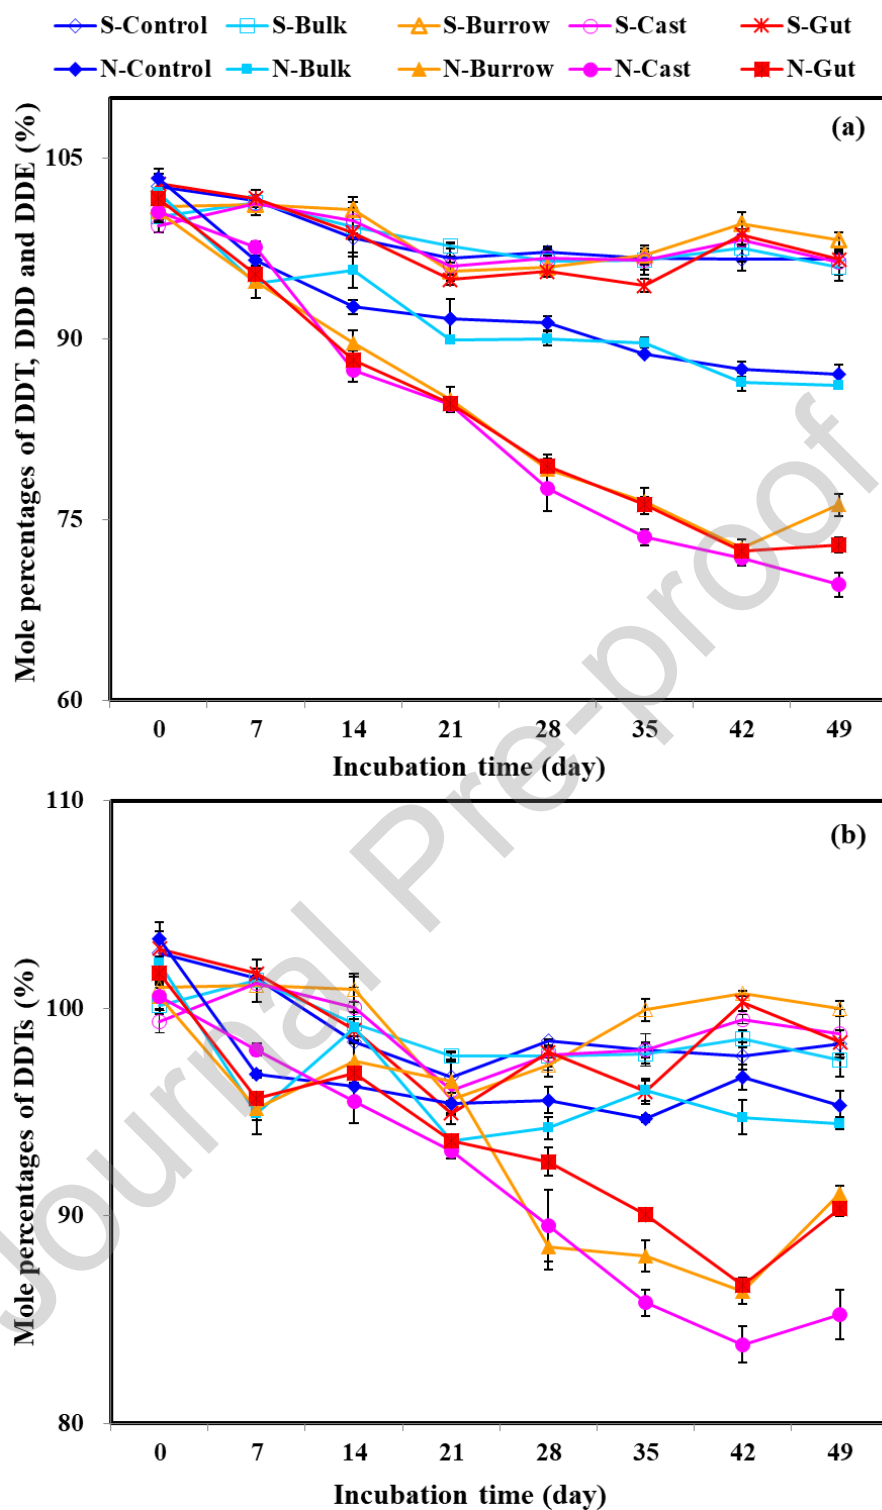 S-Control S-Bulk S-Burrow S-Cast S-Gut
N-Control N-Bulk N-Burrow N-Cast N-Gut
Mole percentages of DDT, DDD and DDE (%)
(a)
105
90
75
60
0 7 14 21 28 35 42 49
Incubation time (day)
Mole percentages of DDTs (%)
(b)
110
100
90
80
0 7 14 21 28 35 42 49
Incubation time (day)
Journal Pre-proof